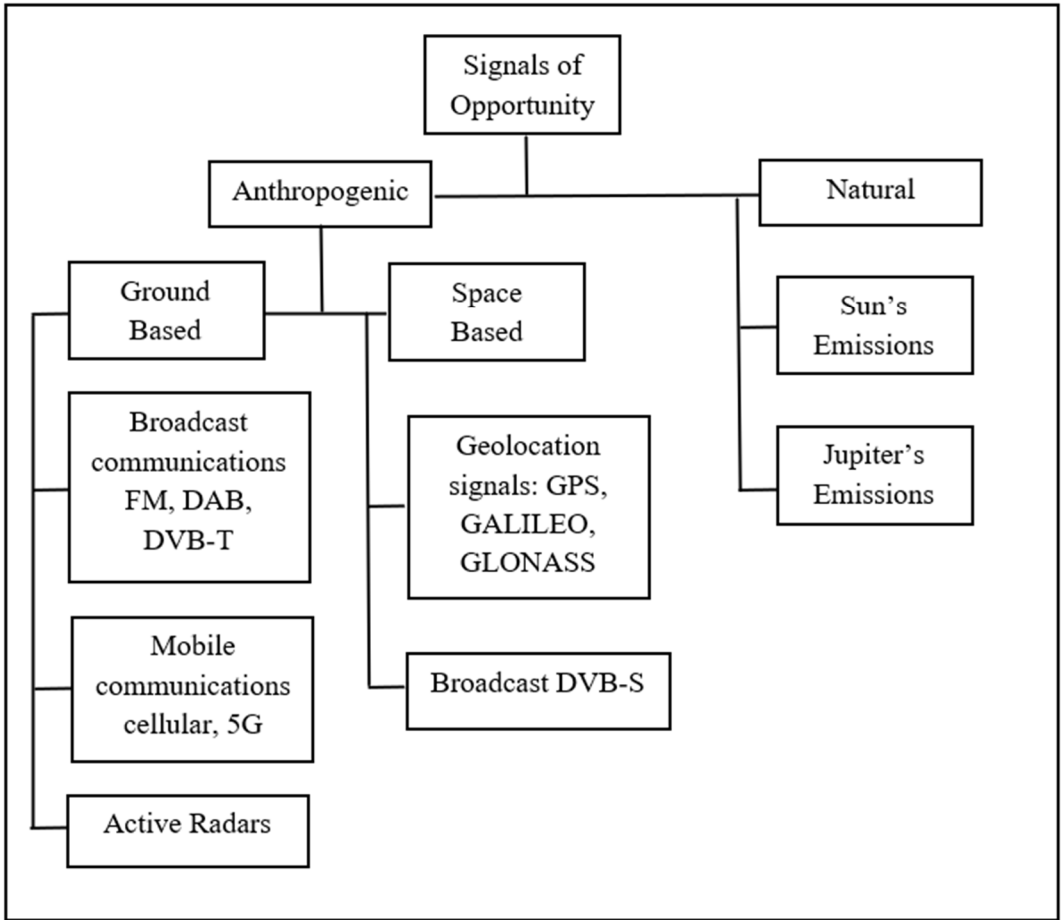 Signals of
Opportunity
Anthropogenic
Natural
Ground
Based
Space
Based
Sun’s
Emissions
Broadcast
communications
FM, DAB,
DVB-T
Geolocation
signals: GPS,
GALILEO,
GLONASS
Jupiter’s
Emissions
Mobile
communications
cellular, 5G
Broadcast DVB-S
Active Radars